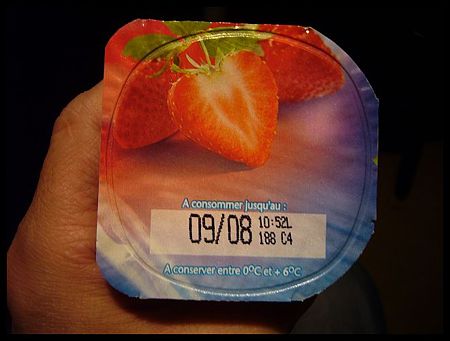 A consommer jusqu'au :
09/08 10:52L
188 C4
A conserver entre 0°C et + 6°C